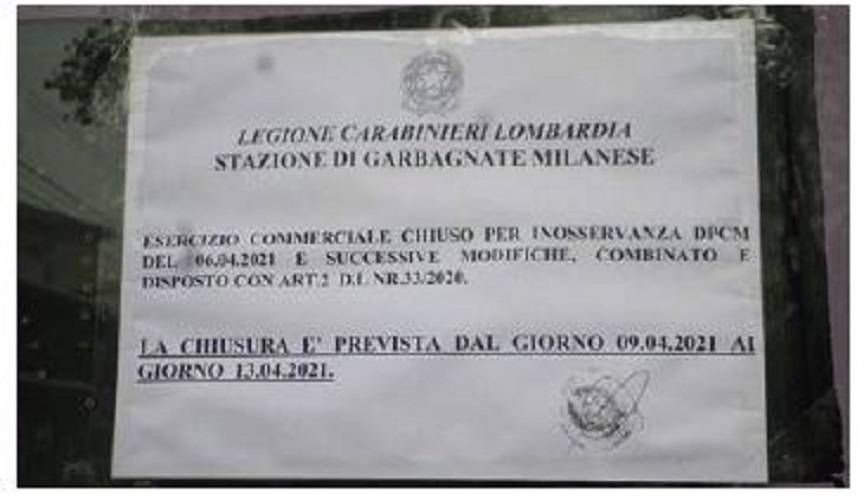 LEGIONE CARABINIERI LOMBARDIA
STAZIONE DI GARBAGNATE MILANESE
ESERCIZIO COMMERCIALE CHIUSO PER INOSSERVANZA DPCM
DEL 06.04.2021 E SUCCESSIVE MODIFICHE, COMBINATO E
DISPOSTO CON ART.2 D.L NR.33/2020.
LA CHIUSURA E' PREVISTA DAL GIORNO 09.04.2021 AL
GIORNO 13.04.2021.